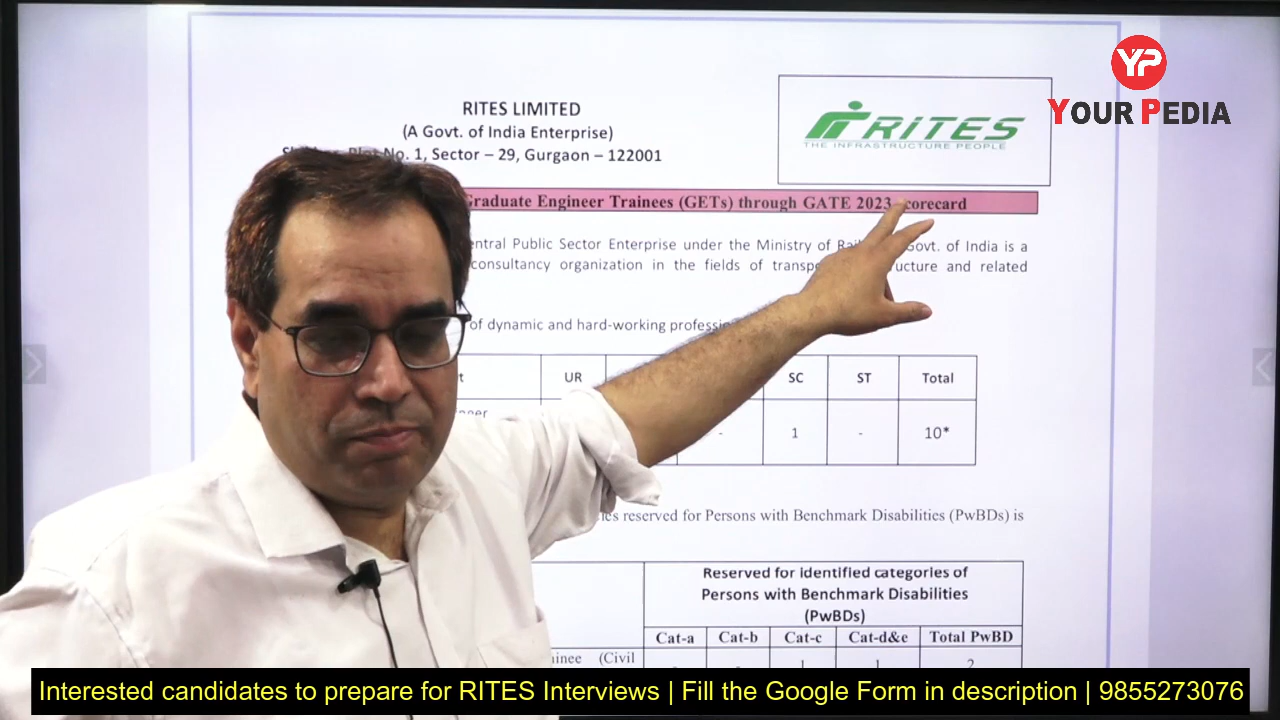 YP
YOUR PEDIA
RITES LIMITED
(A Govt. of India Enterprise)
No. 1, Sector – 29, Gurgaon – 122001
RITES
THE INFRASTRUCTURE PEOPLE
Graduate Engineer Trainees (GETs) through GATE 2023 scorecard
entral Public Sector Enterprise under the Ministry of Govt. of India is a
consultancy organization in the fields of and related
of dynamic and hard-working
UR SC ST Total
- 1 - 10*
reserved for Persons with Benchmark Disabilities (PwBDs) is
Reserved for identified categories of
Persons with Benchmark Disabilities
(PwBDs)
Cat-a Cat-b Cat-c Cat-d&e Total PwBD
(Civil
Interested candidates to prepare for RITES Interviews | Fill the Google Form in description | 9855273076